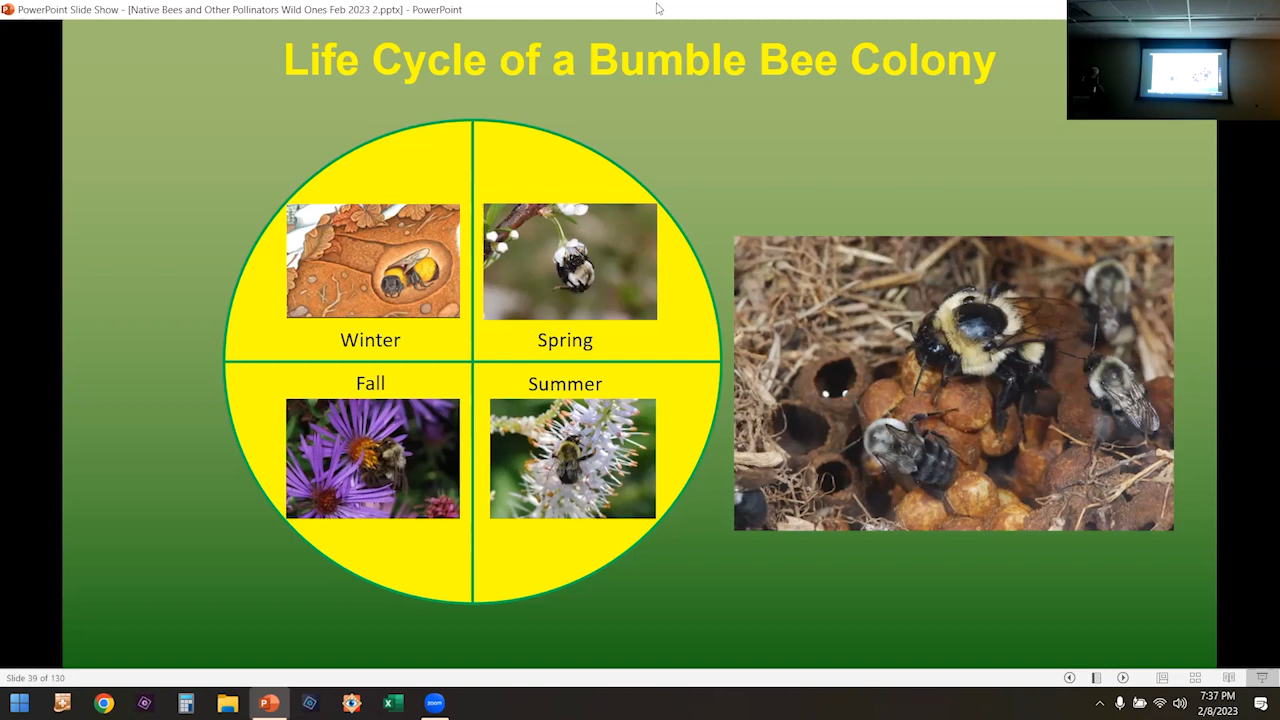 PowerPoint Slide Show - [Native Bees and Other Pollinators Wild Ones Feb 2023 2.pptx] - PowerPoint
Life Cycle of a Bumble Bee Colony
Winter
Spring
Fall
Summer
Slide 39 of 130
zoom
7:37 PM
2/8/2023